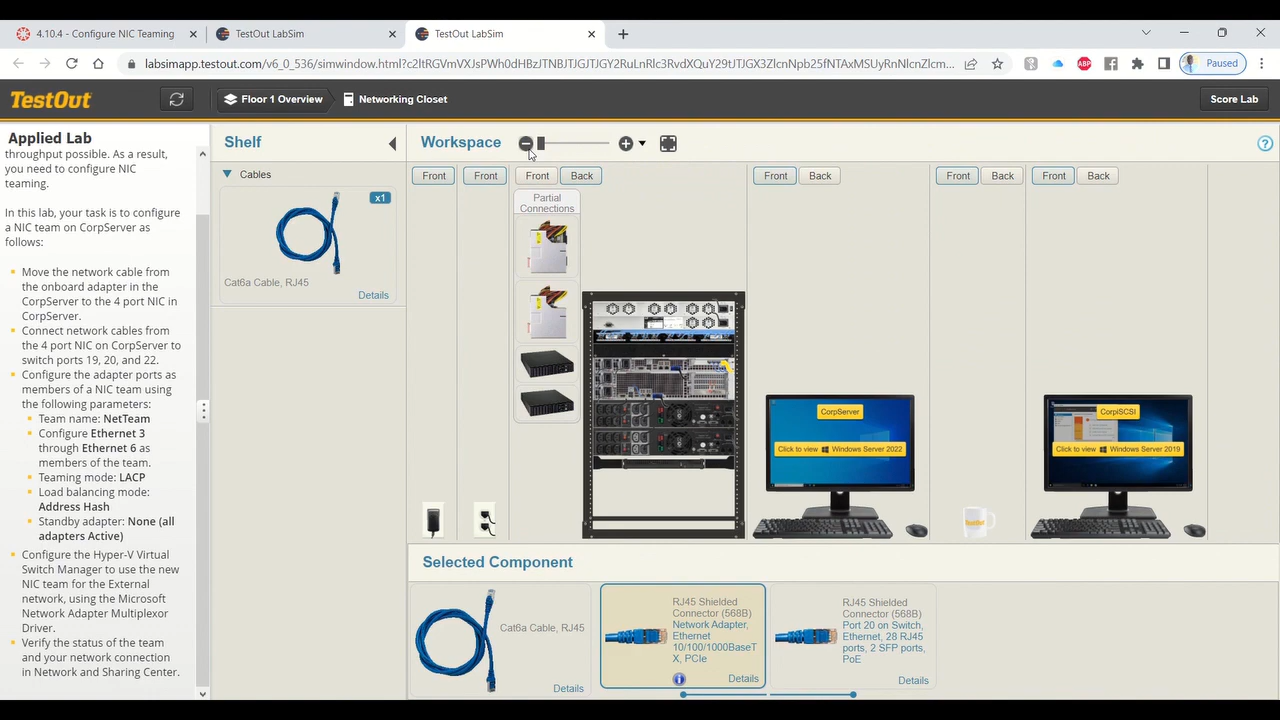 4.10.4 - Configure NIC Teaming
TestOut LabSim
TestOut LabSim
labsimapp.testout.com/v6_0_536/simwindow.html?
Paused
TestOut
Floor 1 Overview
Networking Closet
Score Lab
Applied Lab
throughput possible. As a result,
you need to configure NIC
teaming.
In this lab, your task is to configure
a NIC team on CorpServer as
follows:
Move the network cable from
the onboard adapter in the
CorpServer to the 4 port NIC in
CorpServer.
Connect network cables from
the 4 port NIC on CorpServer to
switch ports 19, 20, and 22.
Configure the adapter ports as
members of a NIC team using
the following parameters:
Team name: NetTeam
Configure Ethernet 3
through Ethernet 6 as
members of the team.
Teaming mode: LACP
Load balancing mode:
Address Hash
Standby adapter: None (all
adapters Active)
Configure the Hyper-V Virtual
Switch Manager to use the new
NIC team for the External
network, using the Microsoft
Network Adapter Multiplexor
Driver.
Verify the status of the team
and your network connection
in Network and Sharing Center.
Shelf
Cables
x1
Cat6a Cable, RJ45
Details
Workspace
Front
Front
Front
Back
Front
Back
Front
Back
Front
Back
Partial
Connections
CorpServer
Click to view Windows Server 2022
TestOut
CorpiSCSI
Click to view Windows Server 2019
Selected Component
Cat6a Cable, RJ45
Details
RJ45 Shielded
Connector (568B)
Network Adapter,
Ethernet
10/100/1000BaseT
X, PCIe
Details
RJ45 Shielded
Connector (568B)
Port 20 on Switch,
Ethernet, 28 RJ45
ports, 2 SFP ports,
PoE
Details